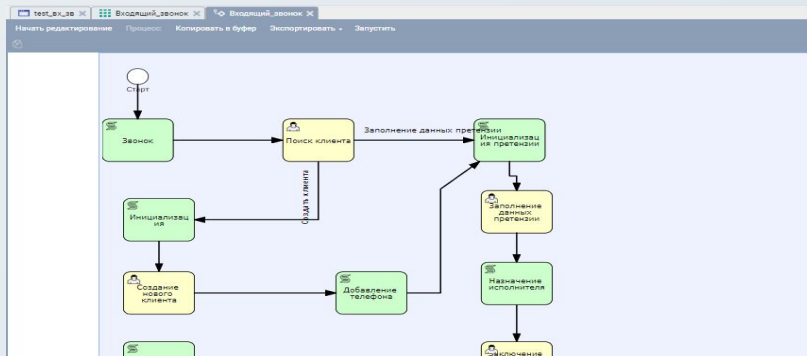 test_вх_зв
Входящий_звонок
Входящий_звонок
Начать редактирование Процесс: Копировать в буфер Экспортировать Запустить
Старт
Звонок
Поиск клиента
Заполнение данных претензии
Инициализац
ия претензии
Создать клиента
Инициализац
ия
Заполнение
данных
претензии
Создание
нового
клиента
Добавление
телефона
Назначение
исполнителя
Заключение